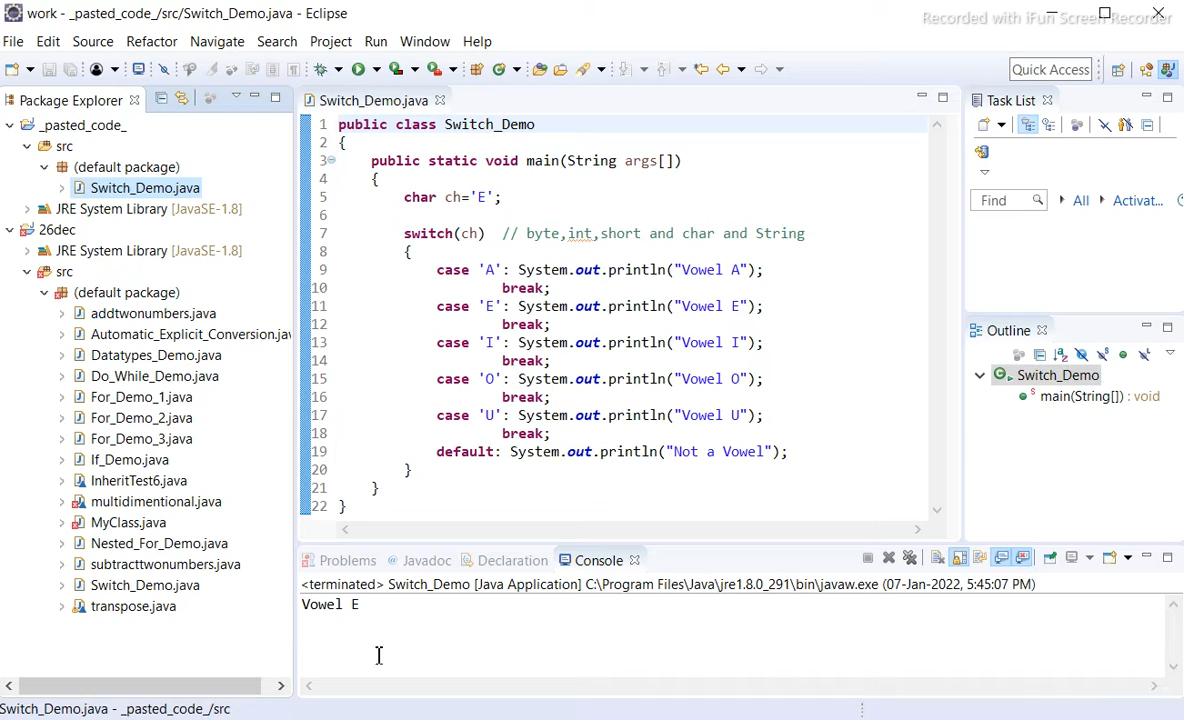 work - _pasted_code_/src/Switch_Demo.java - Eclipse
Recorded with iFun Screen Recorder
File Edit Source Refactor Navigate Search Project Run Window Help
Quick Access
Package Explorer
_pasted_code_
src
(default package)
Switch_Demo.java
JRE System Library [JavaSE-1.8]
26dec
JRE System Library [JavaSE-1.8]
src
(default package)
addtwonumbers.java
Automatic_Explicit_Conversion.jav
Datatypes_Demo.java
Do_While_Demo.java
For_Demo_1.java
For_Demo_2.java
For_Demo_3.java
If_Demo.java
InheritTest6.java
multidimentional.java
MyClass.java
Nested_For_Demo.java
subtracttwonumbers.java
Switch_Demo.java
transpose.java
Switch_Demo.java
1 public class Switch_Demo
2 {
3 public static void main(String args[])
4 {
5 char ch='E';
6
7 switch(ch) // byte,int,short and char and String
8 {
9 case 'A': System.out.println("Vowel A");
10 break;
11 case 'E': System.out.println("Vowel E");
12 break;
13 case 'I': System.out.println("Vowel I");
14 break;
15 case 'O': System.out.println("Vowel O");
16 break;
17 case 'U': System.out.println("Vowel U");
18 break;
19 default: System.out.println("Not a Vowel");
20 }
21 }
22 }
Task List
Find All Activat...
Outline
Switch_Demo
main(String[]) : void
Problems @ Javadoc Declaration Console
<terminated> Switch_Demo [Java Application] C:\Program Files\Java\jre1.8.0_291\bin\javaw.exe (07-Jan-2022, 5:45:07 PM)
Vowel E
Switch_Demo.java - _pasted_code_/src